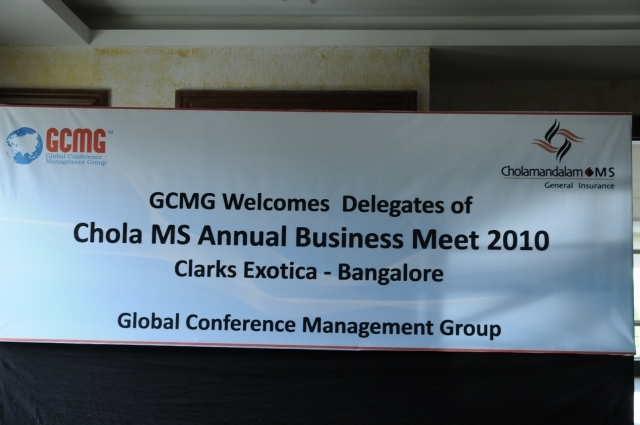 GCMG™
Global Conference
Management Group
Cholamandalam MS
General Insurance
GCMG Welcomes Delegates of
Chola MS Annual Business Meet 2010
Clarks Exotica - Bangalore
Global Conference Management Group